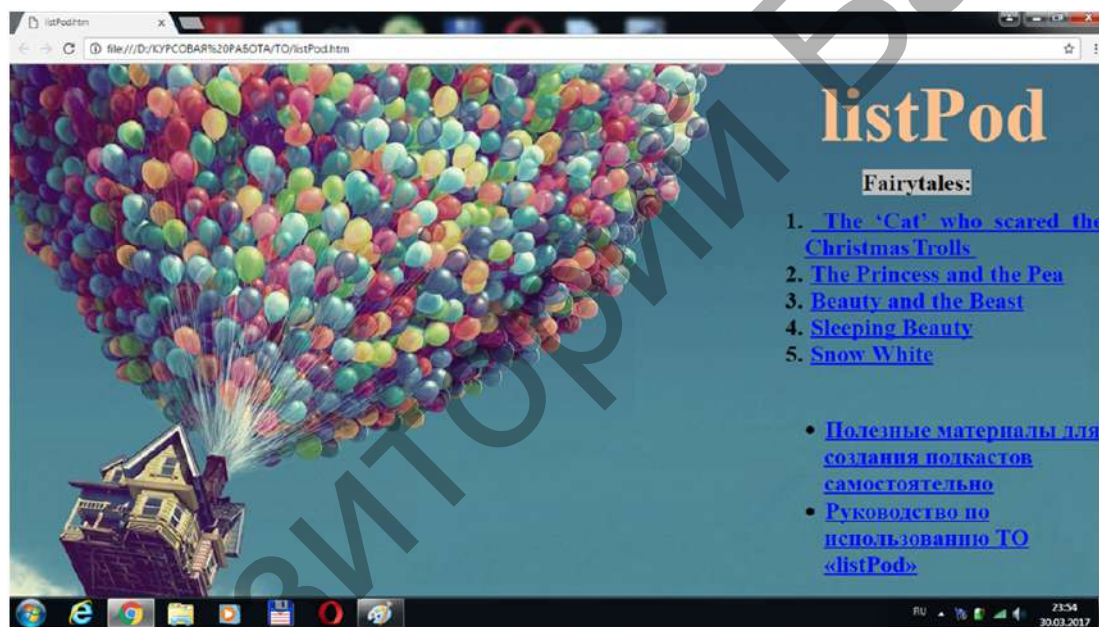 listPod.htm
file:///D:/КУРСОВАЯ%20РАБОТА/ТО/listPod.htm
listPod
Fairytales:
1. The ‘Cat’ who scared the
Christmas Trolls
2. The Princess and the Pea
3. Beauty and the Beast
4. Sleeping Beauty
5. Snow White
• Полезные материалы для
создания подкастов
самостоятельно
• Руководство по
использованию ТО
«listPod»
RU
23:54
30.03.2017